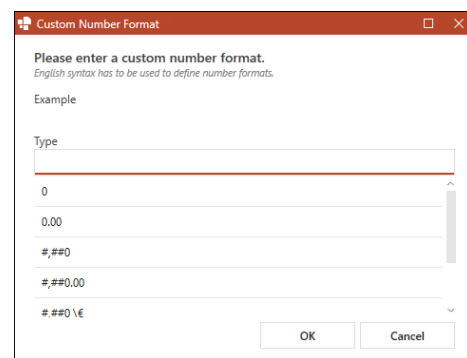 Custom Number Format
Please enter a custom number format.
English syntax has to be used to define number formats.
Example
Type
0
0.00
#,##0
#,##0.00
#,##0 \€
OK
Cancel